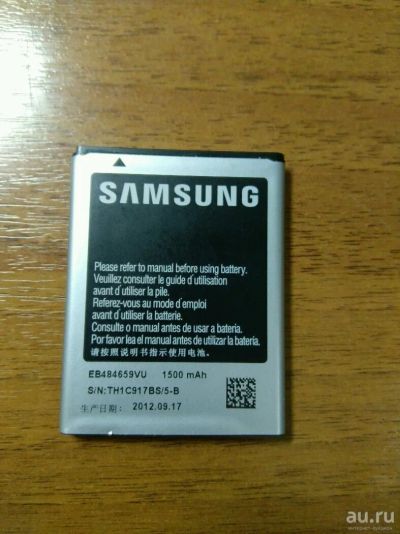 SAMSUNG
Please refer to manual before using battery.
Veuillez consulter le guide d'utilisation
avant d'utiliser la pile.
Referez-vous au mode d'emploi
avant d'utiliser la batterie.
Consulte o manual antes de usar a bateria.
Por favor lea el manual antes de utilizar la bateria.
请按照说明书指示使用电池。
EB484659VU 1500 mAh
S/N:TH1C917BS/5-B
生产日期: 2012.09.17
au.ru
интернет-аукцион